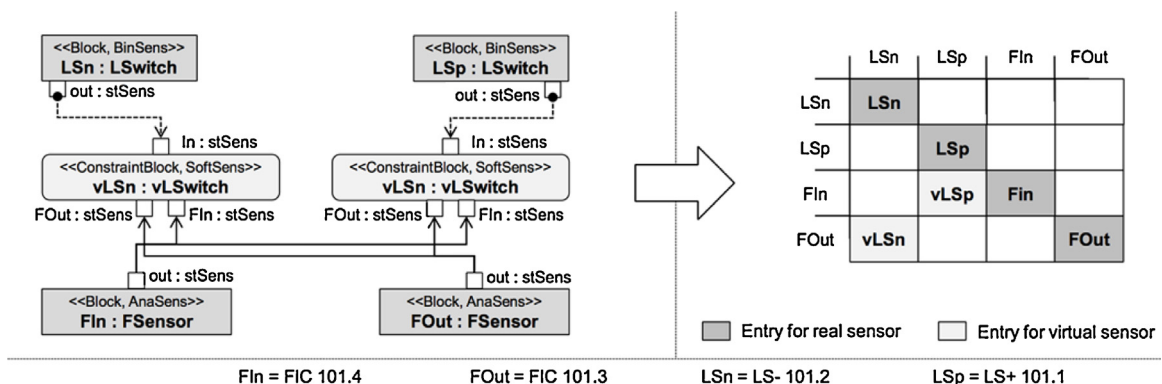 <<Block, BinSens>>
LSn : LSwitch
out : stSens
<<Block, BinSens>>
LSp : LSwitch
out : stSens
In : stSens
<<ConstraintBlock, SoftSens>>
vLSn : vLSwitch
FOut : stSens
FIn : stSens
In : stSens
<<ConstraintBlock, SoftSens>>
vLSn : vLSwitch
FOut : stSens
FIn : stSens
out : stSens
<<Block, AnaSens>>
FIn : FSensor
out : stSens
<<Block, AnaSens>>
FOut : FSensor
LSn LSp FIn FOut
LSn LSn
LSp LSp
FIn vLSp Fin
FOut vLSn FOut
Entry for real sensor
Entry for virtual sensor
FIn = FIC 101.4
FOut = FIC 101.3
LSn = LS- 101.2
LSp = LS+ 101.1